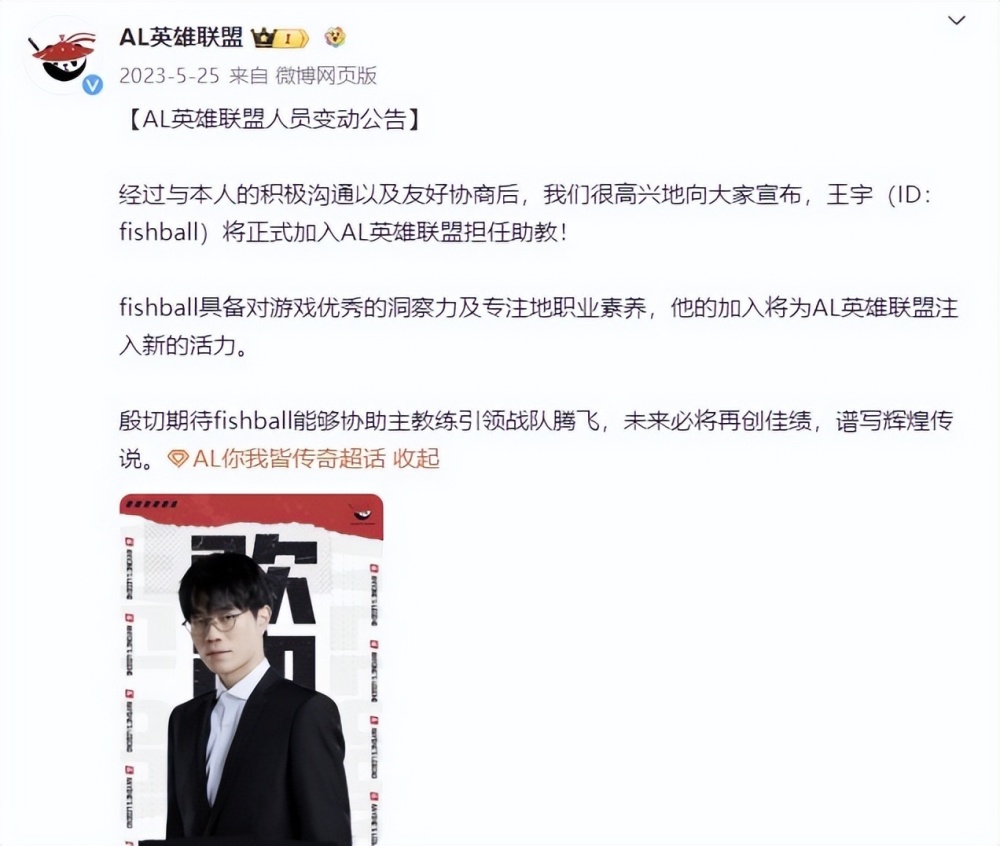 AL英雄联盟 I
2023-5-25 来自 微博网页版
【AL英雄联盟人员变动公告】
经过与本人的积极沟通以及友好协商后，我们很高兴地向大家宣布，王宇（ID：
fishball）将正式加入AL英雄联盟担任助教！
fishball具备对游戏优秀的洞察力及专注地职业素养，他的加入将为AL英雄联盟注
入新的活力。
殷切期待fishball能够协助主教练引领战队腾飞，未来必将再创佳绩，谱写辉煌传
说。AL你我皆传奇超话 收起